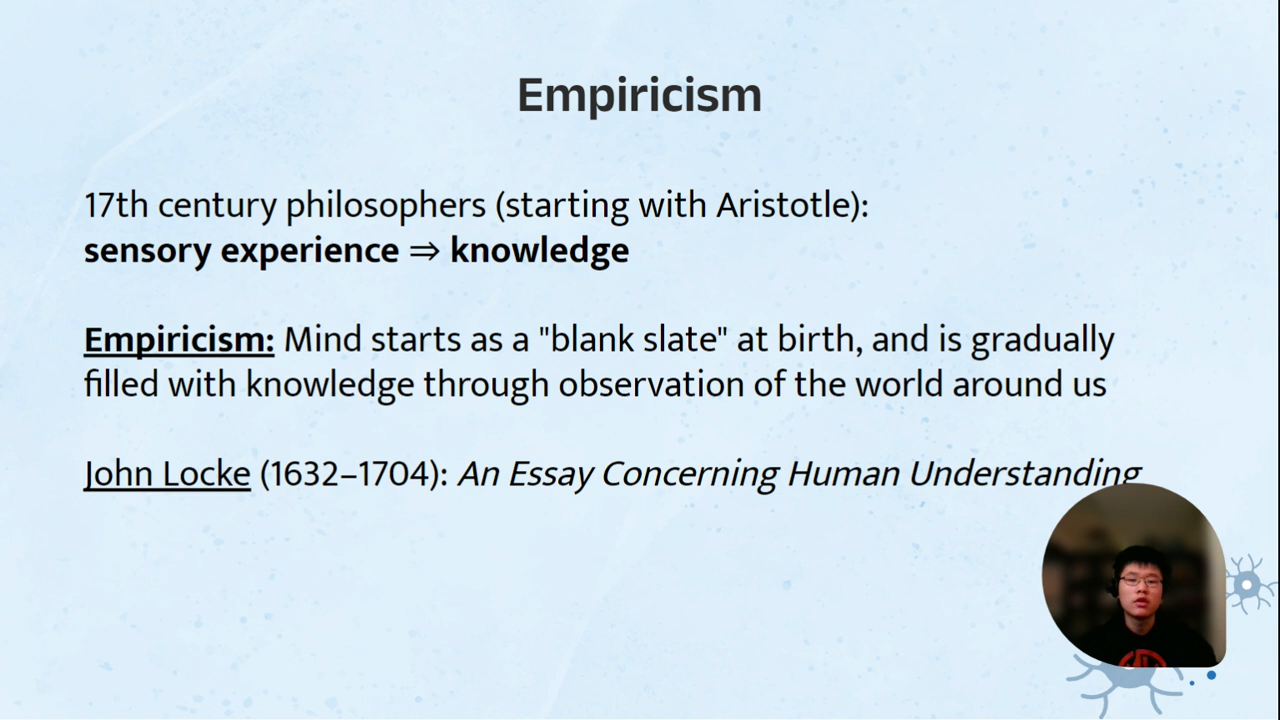 Empiricism
17th century philosophers (starting with Aristotle):
sensory experience ⇒ knowledge
Empiricism: Mind starts as a "blank slate" at birth, and is gradually
filled with knowledge through observation of the world around us
John Locke (1632–1704): An Essay Concerning Human Understanding